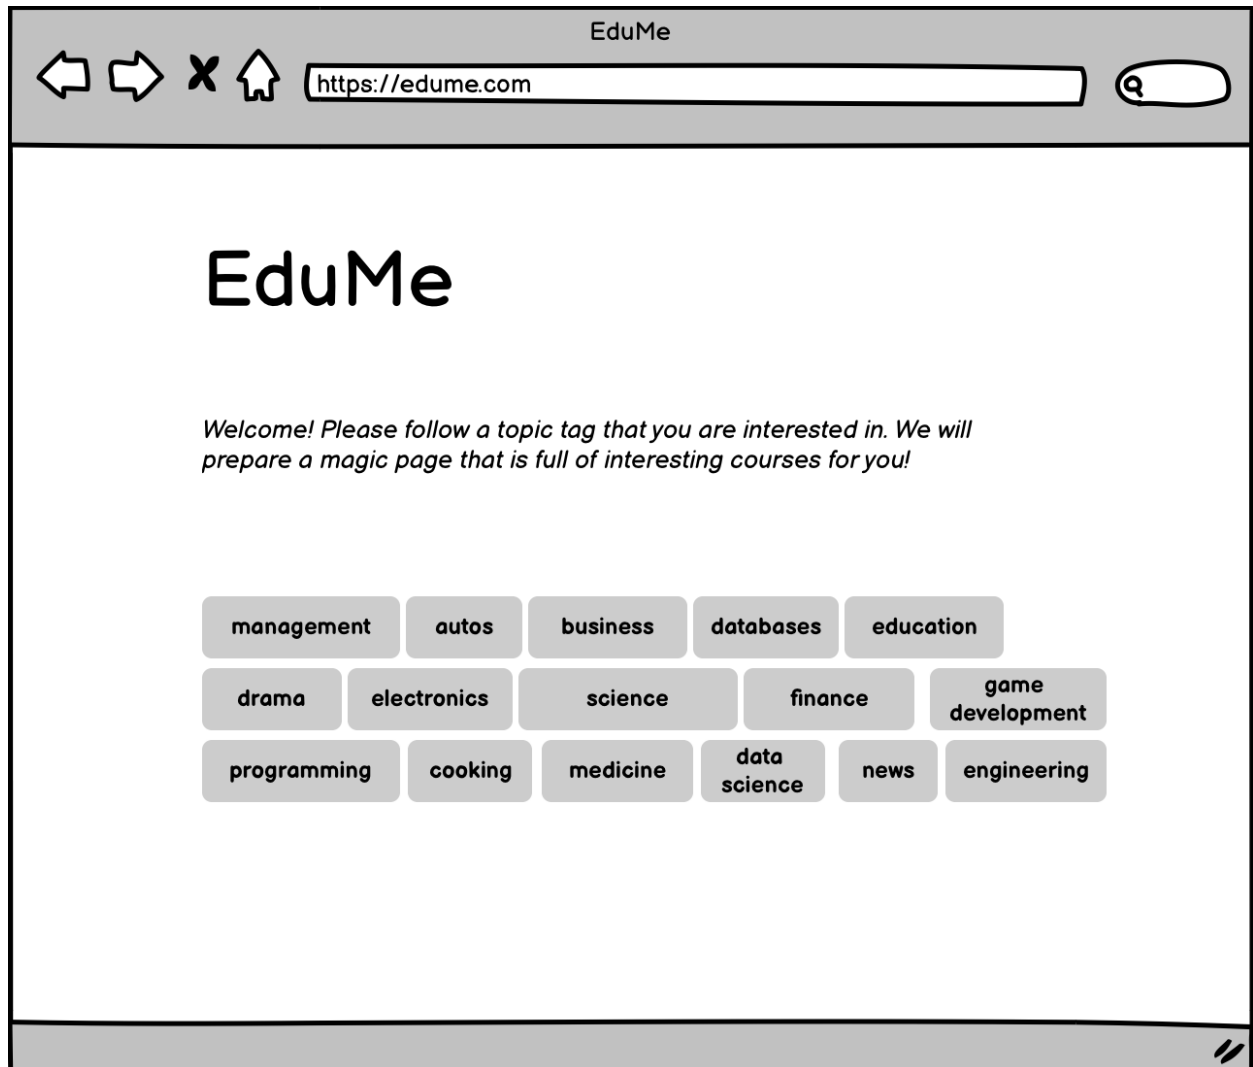 EduMe
https://edume.com
EduMe
Welcome! Please follow a topic tag that you are interested in. We will
prepare a magic page that is full of interesting courses for you!
management autos business databases education
drama electronics science finance game
development
programming cooking medicine data
science news engineering